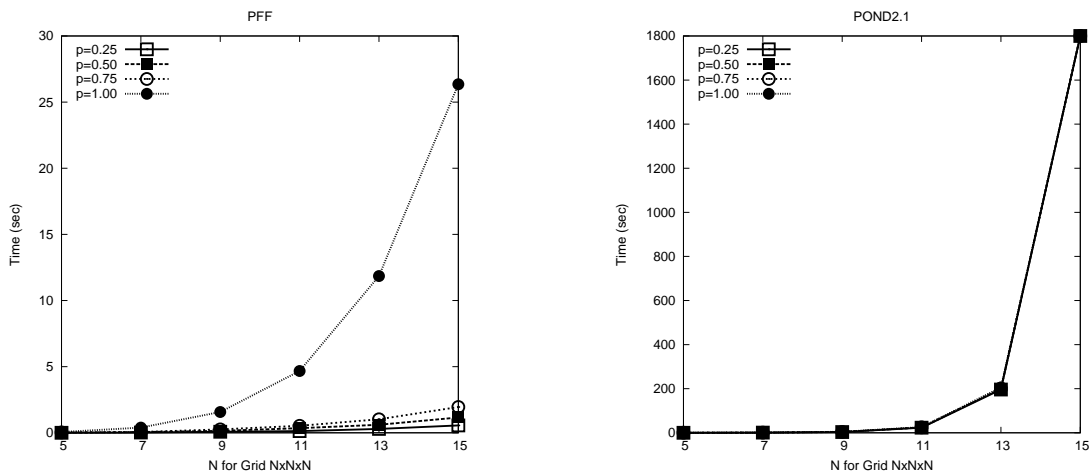 PFF
30
25
20
15
10
5
0
Time (sec)
p=0.25
p=0.50
p=0.75
p=1.00
5 7 9 11 13 15
N for Grid NxNxN
POND2.1
1800
1600
1400
1200
1000
800
600
400
200
0
Time (sec)
p=0.25
p=0.50
p=0.75
p=1.00
5 7 9 11 13 15
N for Grid NxNxN